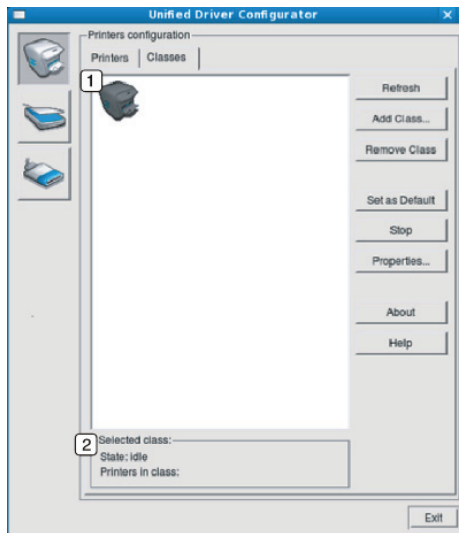 Unified Driver Configurator
Printers configuration
Printers
Classes
1
Refresh
Add Class...
Remove Class
Set as Default
Stop
Properties...
About
Help
2
Selected class:
State: idle
Printers in class:
Exit